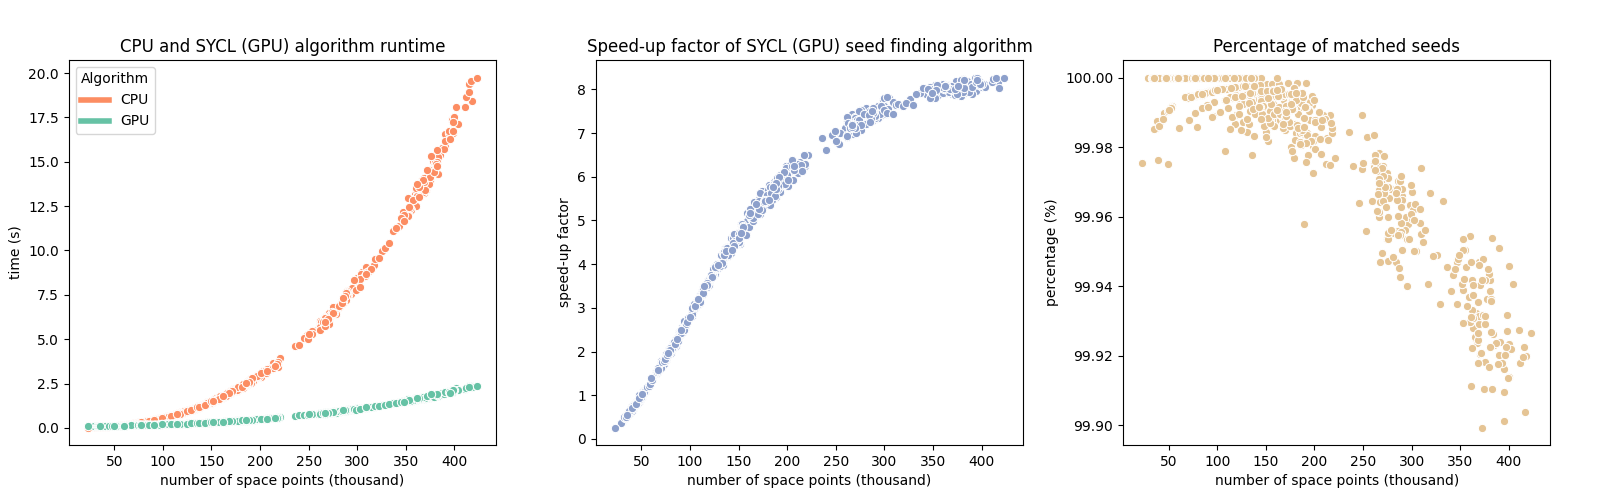 CPU and SYCL (GPU) algorithm runtime
Algorithm
CPU
GPU
time (s)
20.0
17.5
15.0
12.5
10.0
7.5
5.0
2.5
0.0
50 100 150 200 250 300 350 400
number of space points (thousand)
Speed-up factor of SYCL (GPU) seed finding algorithm
speed-up factor
8
7
6
5
4
3
2
1
0
50 100 150 200 250 300 350 400
number of space points (thousand)
Percentage of matched seeds
percentage (%)
100.00
99.98
99.96
99.94
99.92
99.90
50 100 150 200 250 300 350 400
number of space points (thousand)